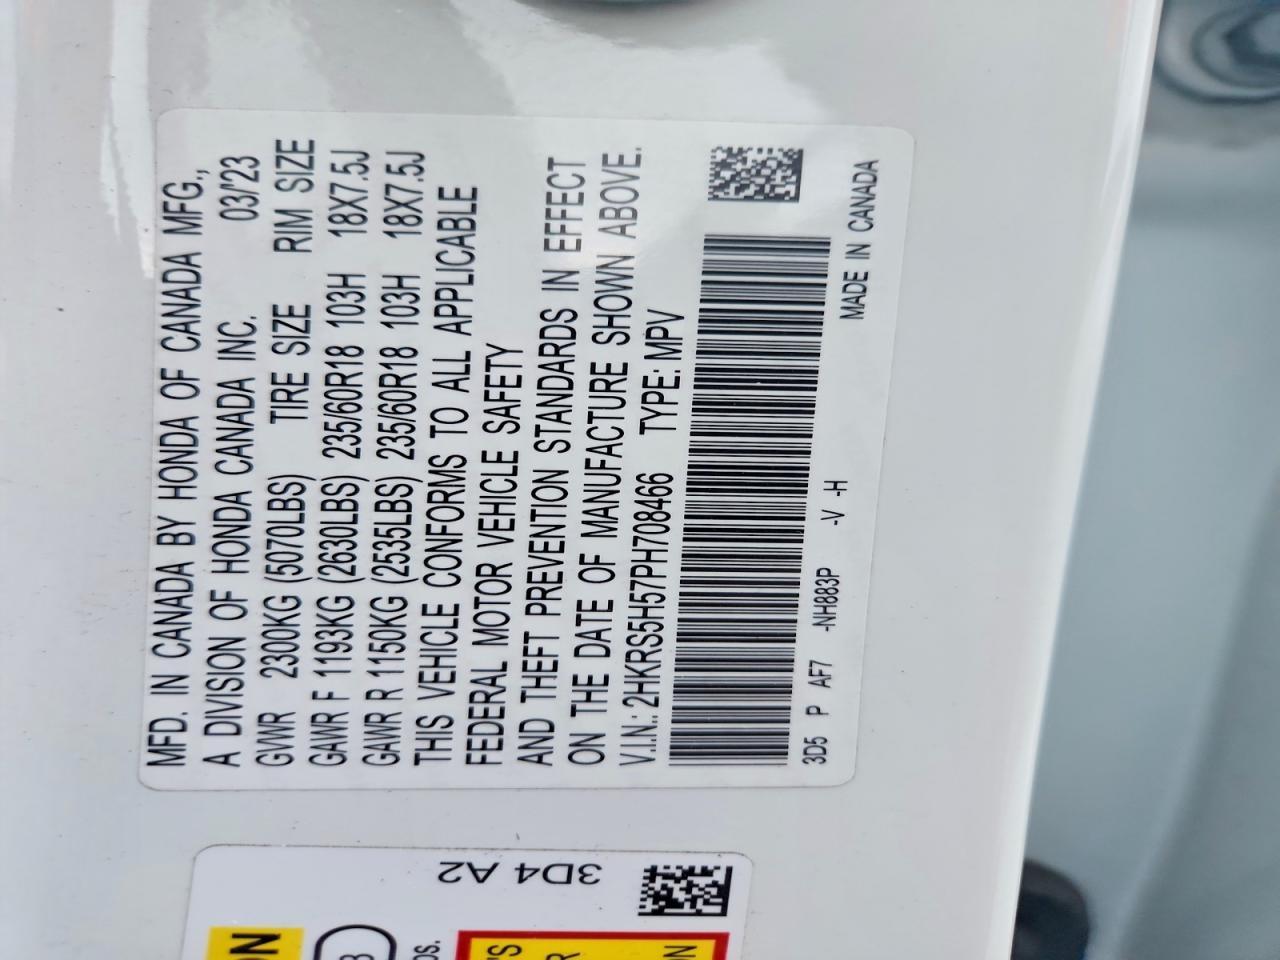 MFD. IN CANADA BY HONDA OF CANADA MFG.,
A DIVISION OF HONDA CANADA INC. 03/'23
GVWR 2300KG (5070LBS) TIRE SIZE RIM SIZE
GAWR F 1193KG (2630LBS) 235/60R18 103H 18X7.5J
GAWR R 1150KG (2535LBS) 235/60R18 103H 18X7.5J
THIS VEHICLE CONFORMS TO ALL APPLICABLE
FEDERAL MOTOR VEHICLE SAFETY
AND THEFT PREVENTION STANDARDS IN EFFECT
ON THE DATE OF MANUFACTURE SHOWN ABOVE.
V.I.N.: 2HKRS5H57PH708466 TYPE: MPV
3D5 P AF7 -NH883P -V -H
MADE IN CANADA
3D4 A2